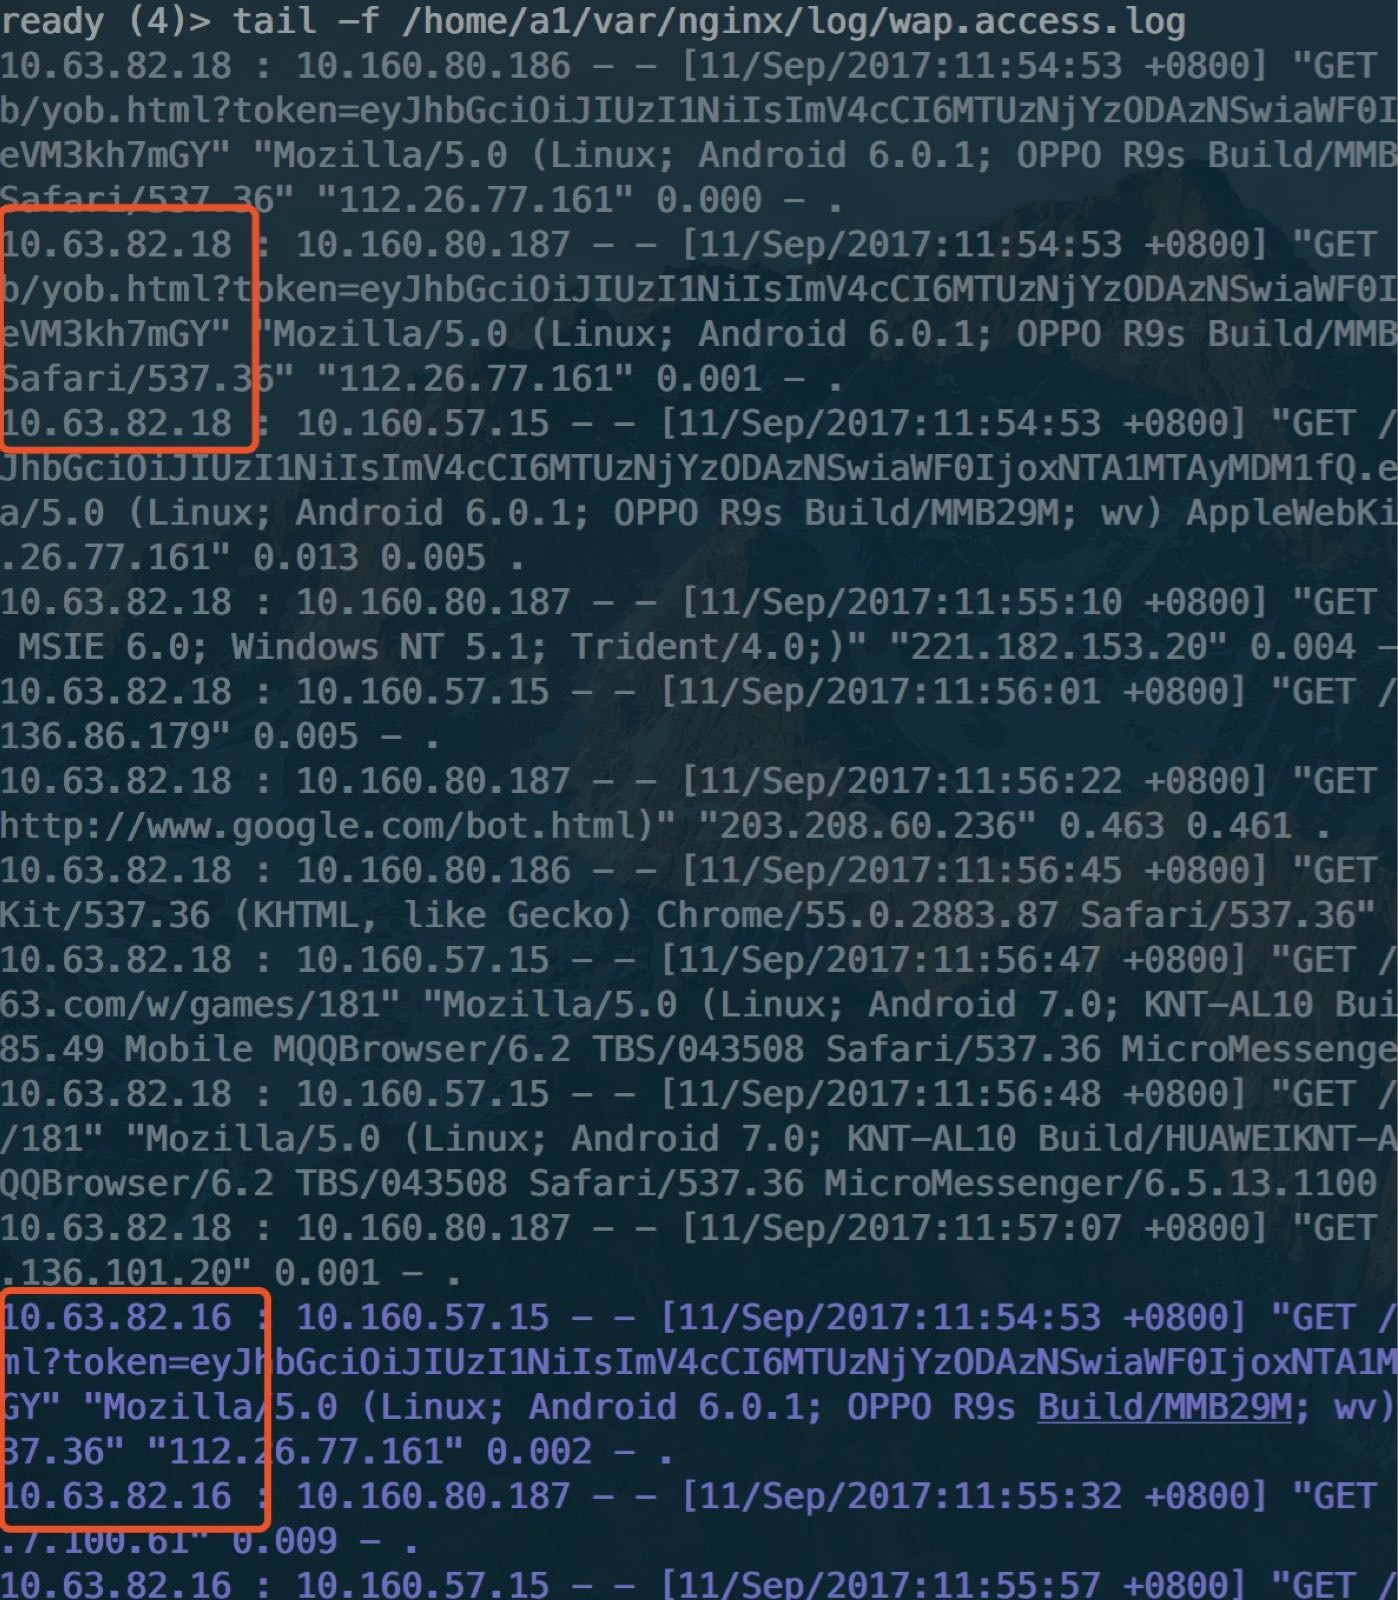 ready (4)> tail -f /home/a1/var/nginx/log/wap.access.log
10.63.82.18 : 10.160.80.186 - - [11/Sep/2017:11:54:53 +0800] "GET
b/yob.html?token=eyJhbGciOiJIUzI1NiIsImV4cCI6MTUzNjYzODAzNSwiaWF0I
eVM3kh7mGY" "Mozilla/5.0 (Linux; Android 6.0.1; OPPO R9s Build/MMB
Safari/537.36" "112.26.77.161" 0.000 - .
10.63.82.18 : 10.160.80.187 - - [11/Sep/2017:11:54:53 +0800] "GET
b/yob.html?token=eyJhbGciOiJIUzI1NiIsImV4cCI6MTUzNjYzODAzNSwiaWF0I
eVM3kh7mGY" "Mozilla/5.0 (Linux; Android 6.0.1; OPPO R9s Build/MMB
Safari/537.36" "112.26.77.161" 0.001 - .
10.63.82.18 : 10.160.57.15 - - [11/Sep/2017:11:54:53 +0800] "GET /
JhbGciOiJIUzI1NiIsImV4cCI6MTUzNjYzODAzNSwiaWF0IjoxNTA1MTAyMDM1fQ.e
a/5.0 (Linux; Android 6.0.1; OPPO R9s Build/MMB29M; wv) AppleWebKi
.26.77.161" 0.013 0.005 .
10.63.82.18 : 10.160.80.187 - - [11/Sep/2017:11:55:10 +0800] "GET
MSIE 6.0; Windows NT 5.1; Trident/4.0;)" "221.182.153.20" 0.004 -
10.63.82.18 : 10.160.57.15 - - [11/Sep/2017:11:56:01 +0800] "GET /
136.86.179" 0.005 - .
10.63.82.18 : 10.160.80.187 - - [11/Sep/2017:11:56:22 +0800] "GET
http://www.google.com/bot.html)" "203.208.60.236" 0.463 0.461 .
10.63.82.18 : 10.160.80.186 - - [11/Sep/2017:11:56:45 +0800] "GET
Kit/537.36 (KHTML, like Gecko) Chrome/55.0.2883.87 Safari/537.36"
10.63.82.18 : 10.160.57.15 - - [11/Sep/2017:11:56:47 +0800] "GET /
63.com/w/games/181" "Mozilla/5.0 (Linux; Android 7.0; KNT-AL10 Bui
85.49 Mobile MQQBrowser/6.2 TBS/043508 Safari/537.36 MicroMessenge
10.63.82.18 : 10.160.57.15 - - [11/Sep/2017:11:56:48 +0800] "GET /
/181" "Mozilla/5.0 (Linux; Android 7.0; KNT-AL10 Build/HUAWEIKNT-A
QQBrowser/6.2 TBS/043508 Safari/537.36 MicroMessenger/6.5.13.1100
10.63.82.18 : 10.160.80.187 - - [11/Sep/2017:11:57:07 +0800] "GET
.136.101.20" 0.001 - .
10.63.82.16 : 10.160.57.15 - - [11/Sep/2017:11:54:53 +0800] "GET /
ml?token=eyJhbGciOiJIUzI1NiIsImV4cCI6MTUzNjYzODAzNSwiaWF0IjoxNTA1M
GY" "Mozilla/5.0 (Linux; Android 6.0.1; OPPO R9s Build/MMB29M; wv)
37.36" "112.26.77.161" 0.002 - .
10.63.82.16 : 10.160.80.187 - - [11/Sep/2017:11:55:32 +0800] "GET
.7.100.61" 0.009 - .
10.63.82.16 : 10.160.57.15 - - [11/Sep/2017:11:55:57 +0800] "GET /